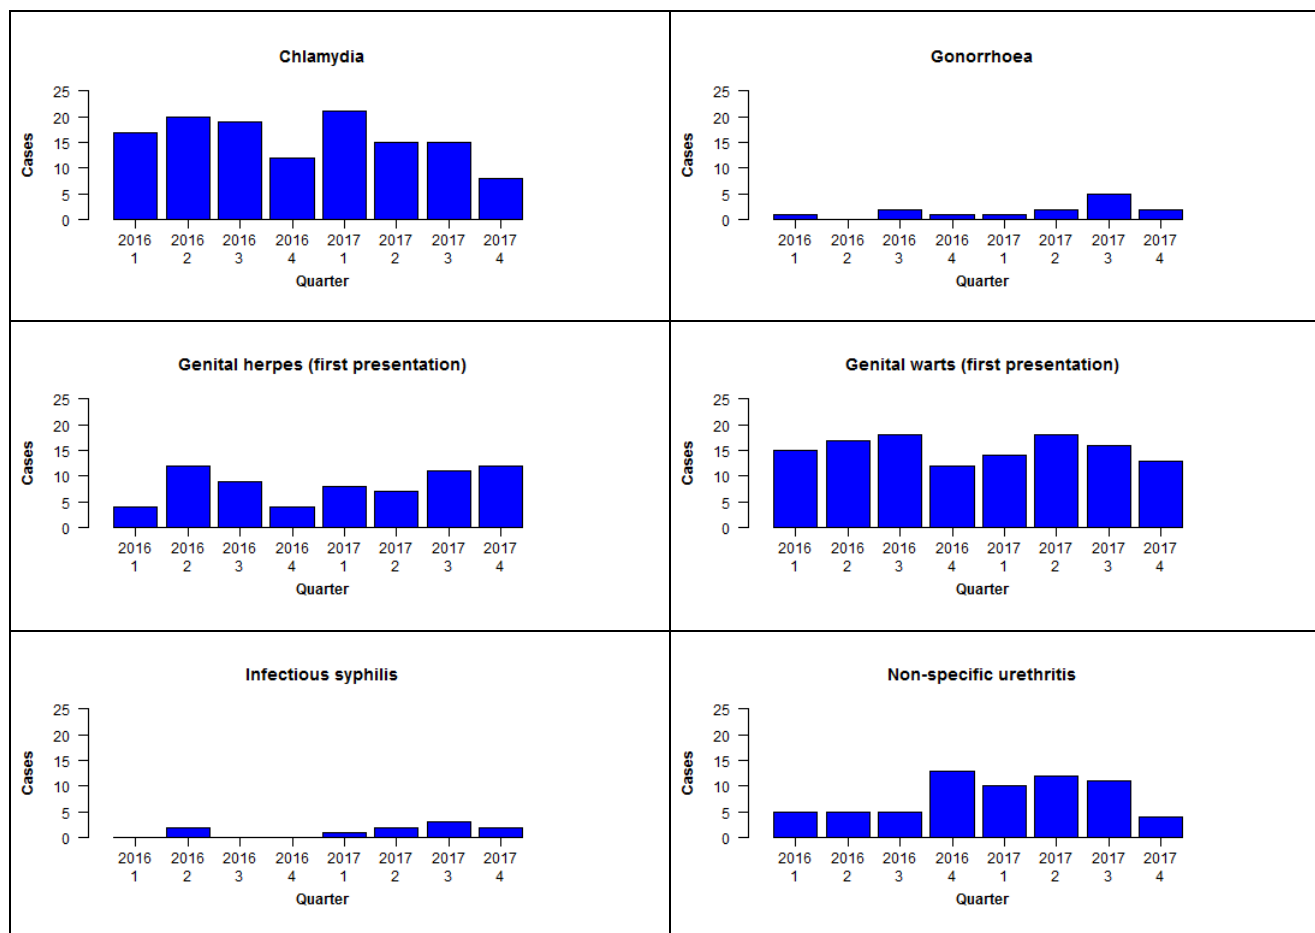 Chlamydia
25
20
15
10
5
0
Cases
2016 2016 2016 2016 2017 2017 2017 2017
1 2 3 4 1 2 3 4
Quarter
Gonorrhoea
25
20
15
10
5
0
Cases
2016 2016 2016 2016 2017 2017 2017 2017
1 2 3 4 1 2 3 4
Quarter
Genital herpes (first presentation)
25
20
15
10
5
0
Cases
2016 2016 2016 2016 2017 2017 2017 2017
1 2 3 4 1 2 3 4
Quarter
Genital warts (first presentation)
25
20
15
10
5
0
Cases
2016 2016 2016 2016 2017 2017 2017 2017
1 2 3 4 1 2 3 4
Quarter
Infectious syphilis
25
20
15
10
5
0
Cases
2016 2016 2016 2016 2017 2017 2017 2017
1 2 3 4 1 2 3 4
Quarter
Non-specific urethritis
25
20
15
10
5
0
Cases
2016 2016 2016 2016 2017 2017 2017 2017
1 2 3 4 1 2 3 4
Quarter